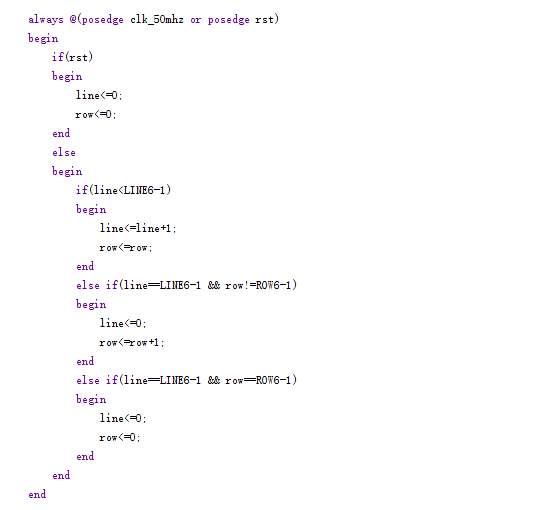 always @(posedge clk_50mhz or posedge rst)
begin
if(rst)
begin
line<=0;
row<=0;
end
else
begin
if(line<LINE6-1)
begin
line<=line+1;
row<=row;
end
else if(line==LINE6-1 && row!=ROW6-1)
begin
line<=0;
row<=row+1;
end
else if(line==LINE6-1 && row==ROW6-1)
begin
line<=0;
row<=0;
end
end
end